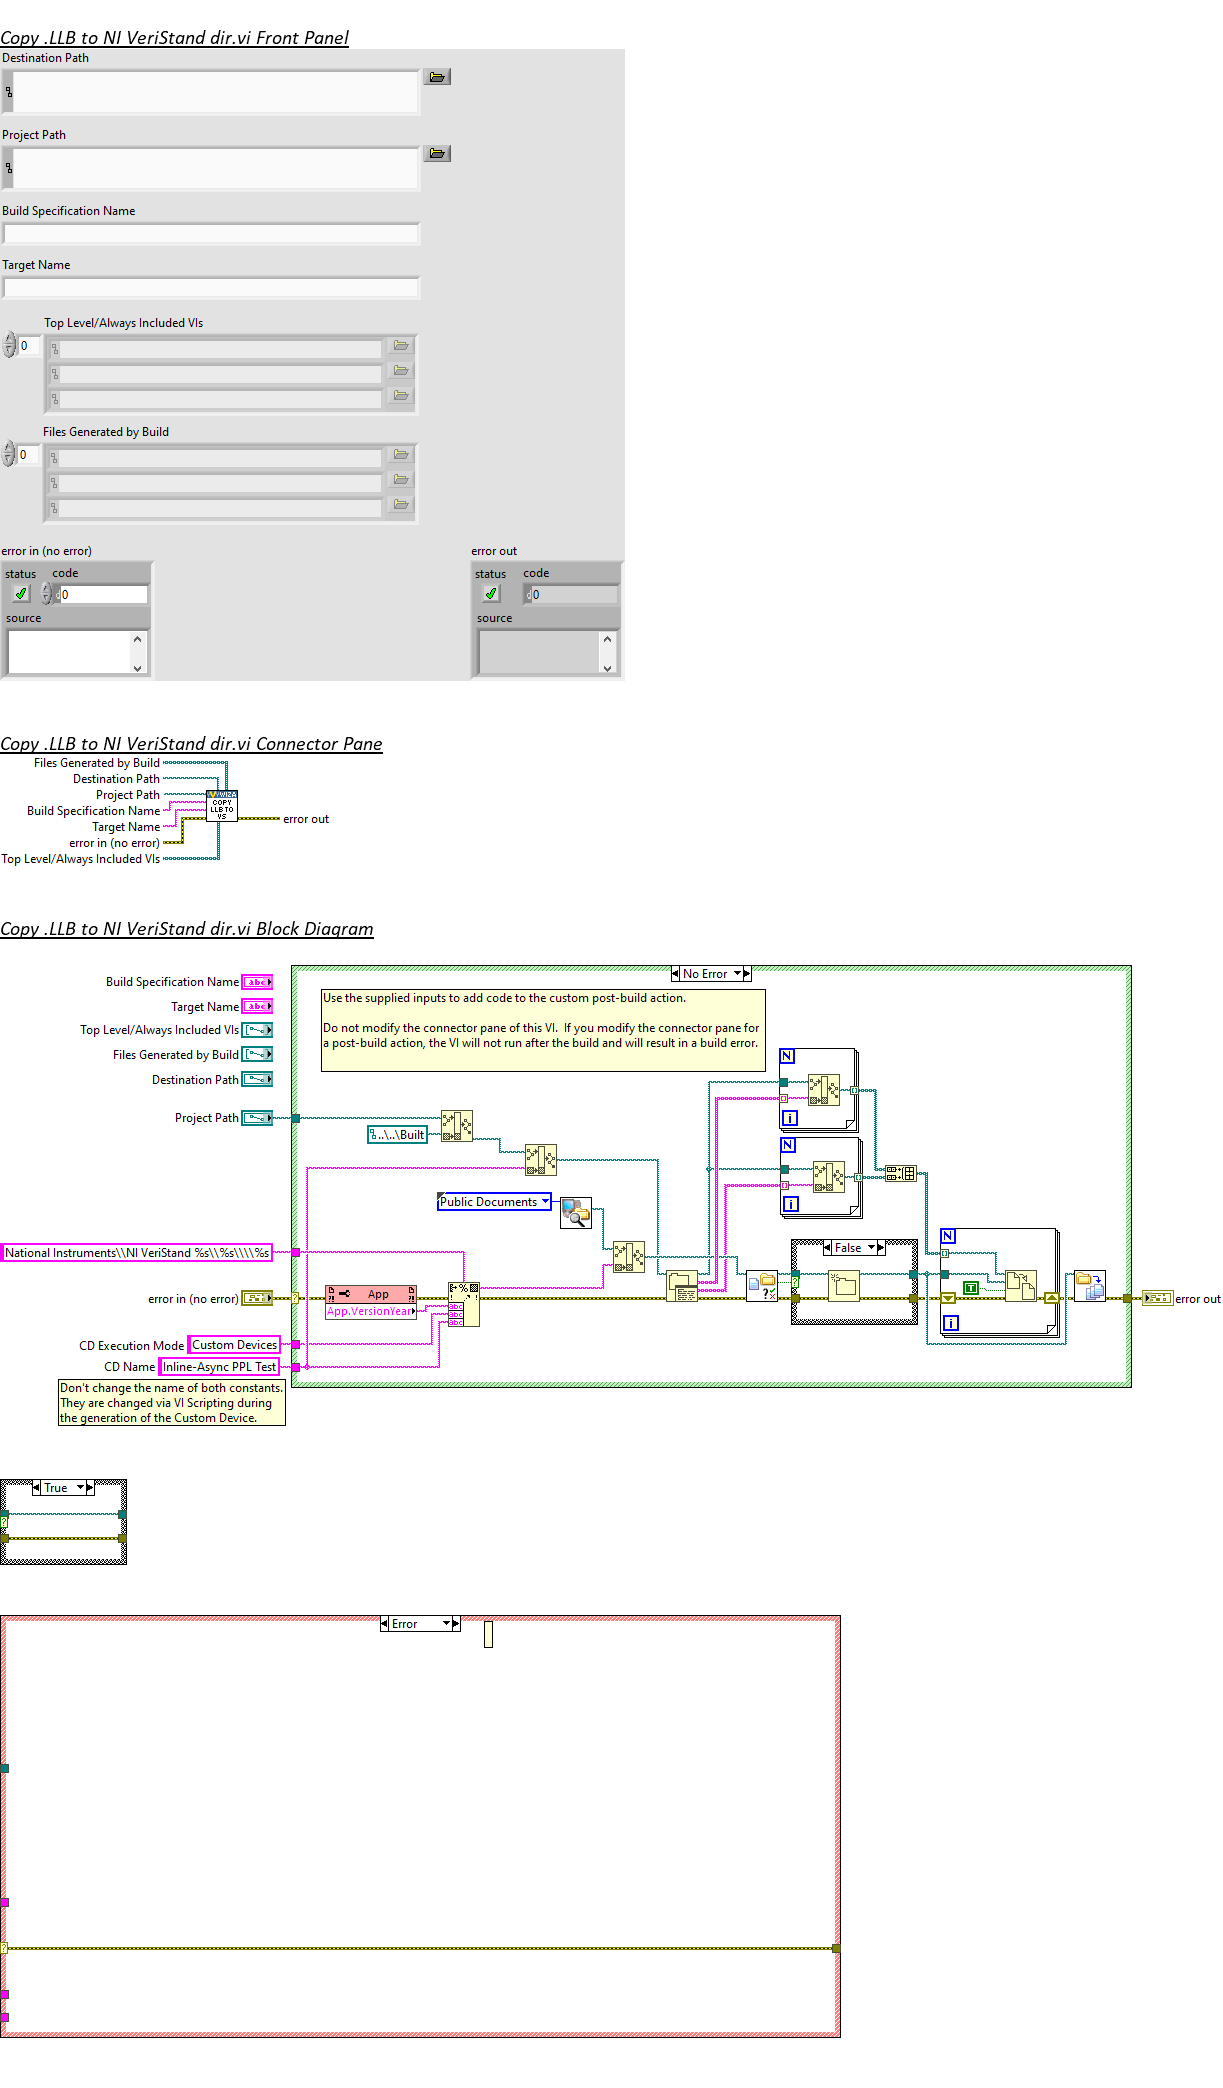 Copy .LLB to NI VeriStand dir.vi Front Panel
Destination Path
Project Path
Build Specification Name
Target Name
Top Level/Always Included VIs
0
Files Generated by Build
0
error in (no error)
status code
d 0
source
error out
status code
d 0
source
Copy .LLB to NI VeriStand dir.vi Connector Pane
Files Generated by Build
Destination Path
Project Path
Build Specification Name
Target Name
error in (no error)
Top Level/Always Included VIs
COPY
LLB TO
VS
error out
Copy .LLB to NI VeriStand dir.vi Block Diagram
No Error
Build Specification Name abc
Target Name abc
Top Level/Always Included VIs
Files Generated by Build
Destination Path
Project Path
Use the supplied inputs to add code to the custom post-build action.
Do not modify the connector pane of this VI.  If you modify the connector pane for
a post-build action, the VI will not run after the build and will result in a build error.
N
i
..\..\Built
N
i
Public Documents
National Instruments\\NI VeriStand %s\\%s\\\\%s
False
N
T
i
error in (no error)
App
App.VersionYear
abc
abc
abc
error out
CD Execution Mode Custom Devices
CD Name Inline-Async PPL Test
Don't change the name of both constants.
They are changed via VI Scripting during
the generation of the Custom Device.
True
Error